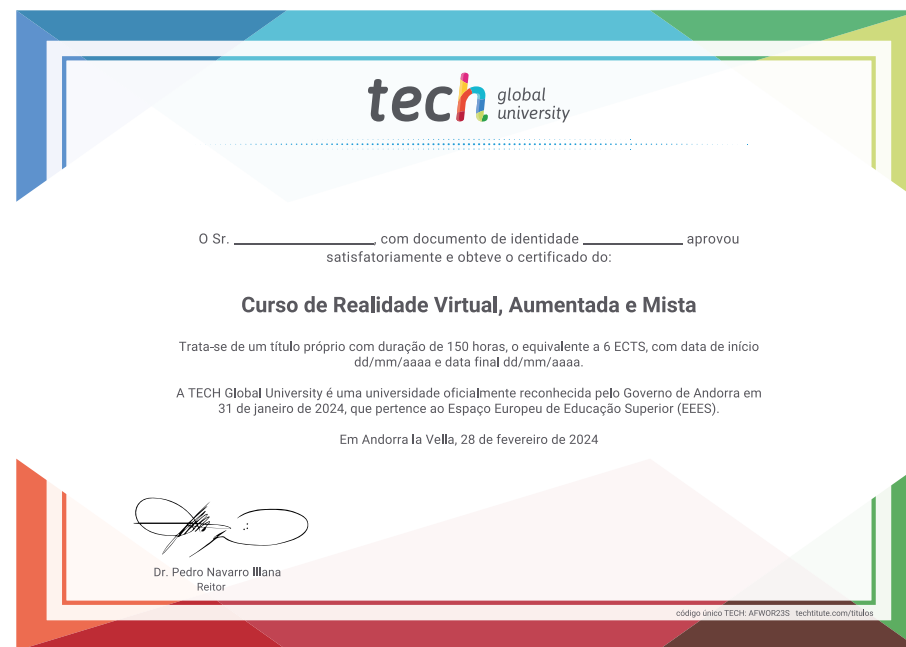 tech global
university
O Sr. ____________________, com documento de identidade ______________ aprovou
satisfatoriamente e obteve o certificado do:
Curso de Realidade Virtual, Aumentada e Mista
Trata-se de um título próprio com duração de 150 horas, o equivalente a 6 ECTS, com data de início
dd/mm/aaaa e data final dd/mm/aaaa.
A TECH Global University é uma universidade oficialmente reconhecida pelo Governo de Andorra em
31 de janeiro de 2024, que pertence ao Espaço Europeu de Educação Superior (EEES).
Em Andorra la Vella, 28 de fevereiro de 2024
Dr. Pedro Navarro Illana
Reitor
código único TECH: AFWOR23S techtitute.com/titulos